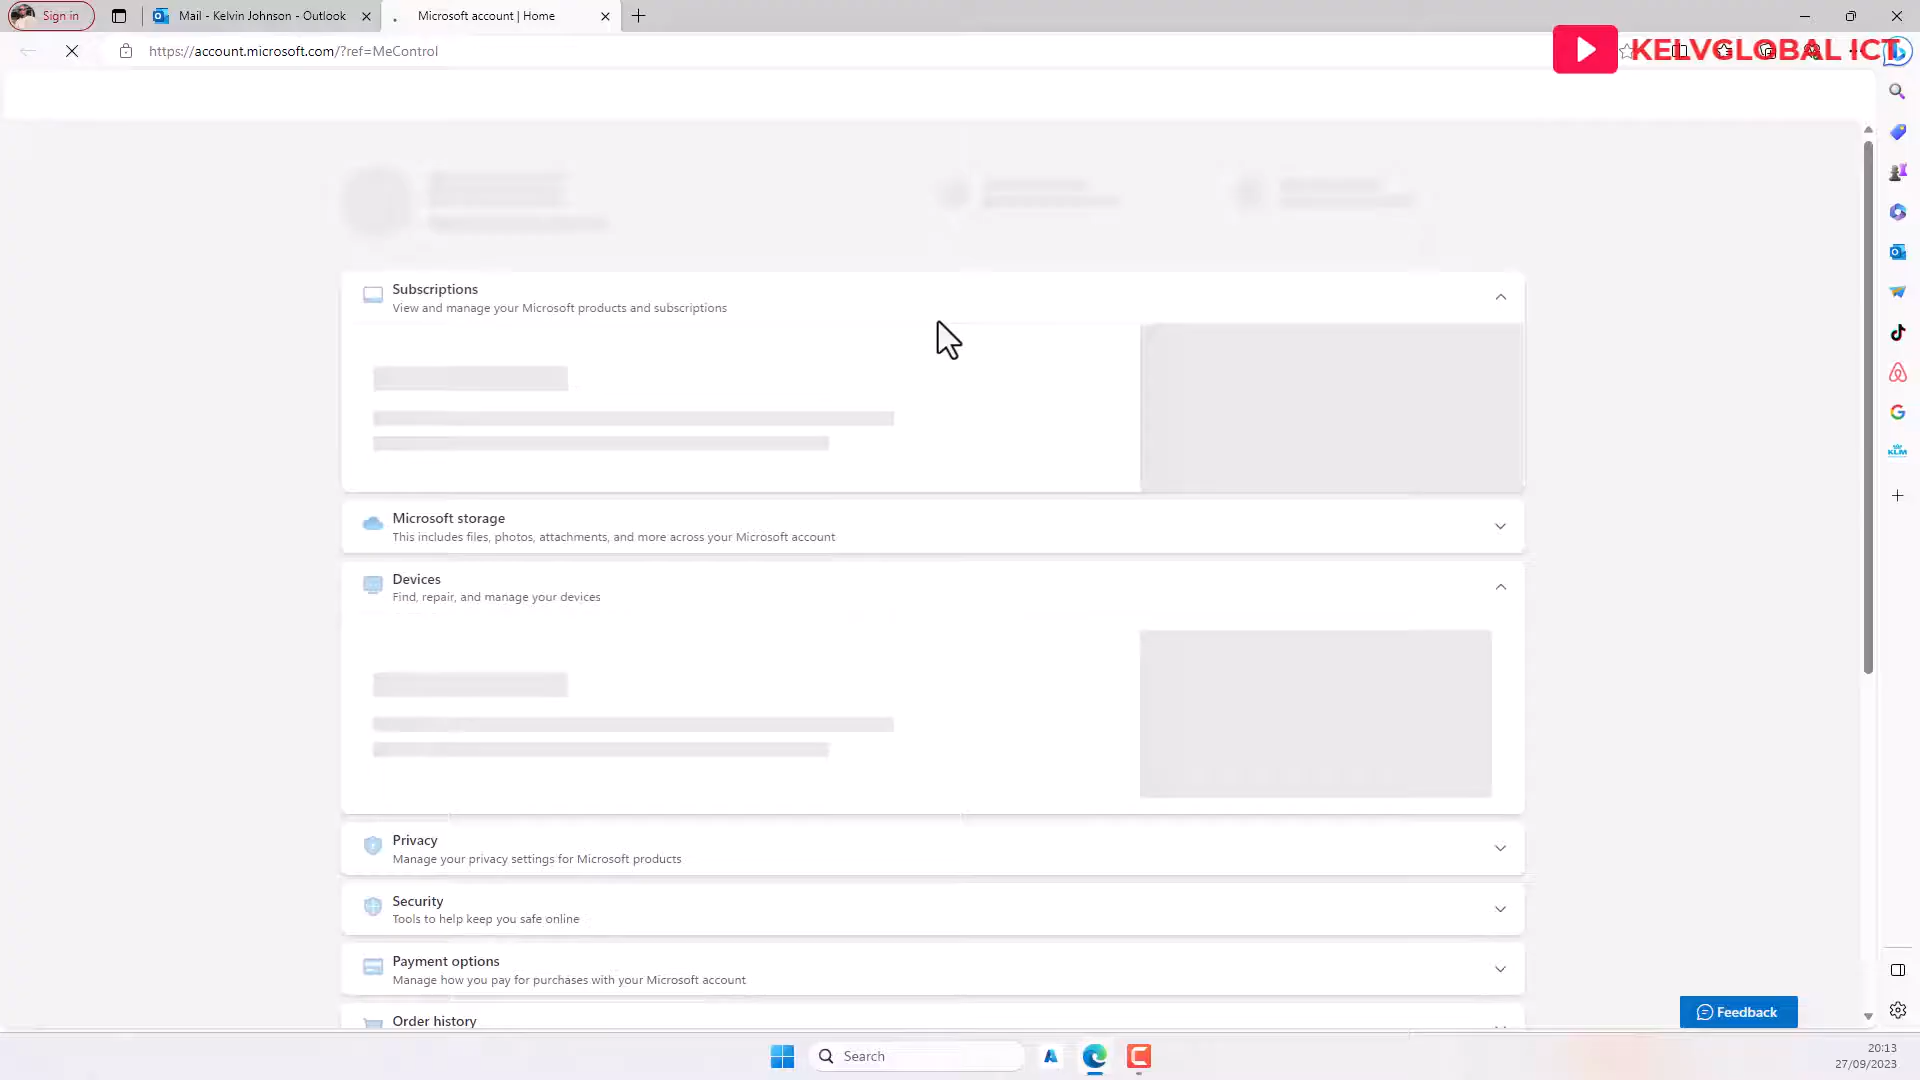 Sign in
Mail - Kelvin Johnson - Outlook
Microsoft account | Home
https://account.microsoft.com/?ref=MeControl
KELVGLOBAL ICT
Subscriptions
View and manage your Microsoft products and subscriptions
Microsoft storage
This includes files, photos, attachments, and more across your Microsoft account
Devices
Find, repair, and manage your devices
Privacy
Manage your privacy settings for Microsoft products
Security
Tools to help keep you safe online
Payment options
Manage how you pay for purchases with your Microsoft account
Order history
KLM
Feedback
Search
20:13
27/09/2023